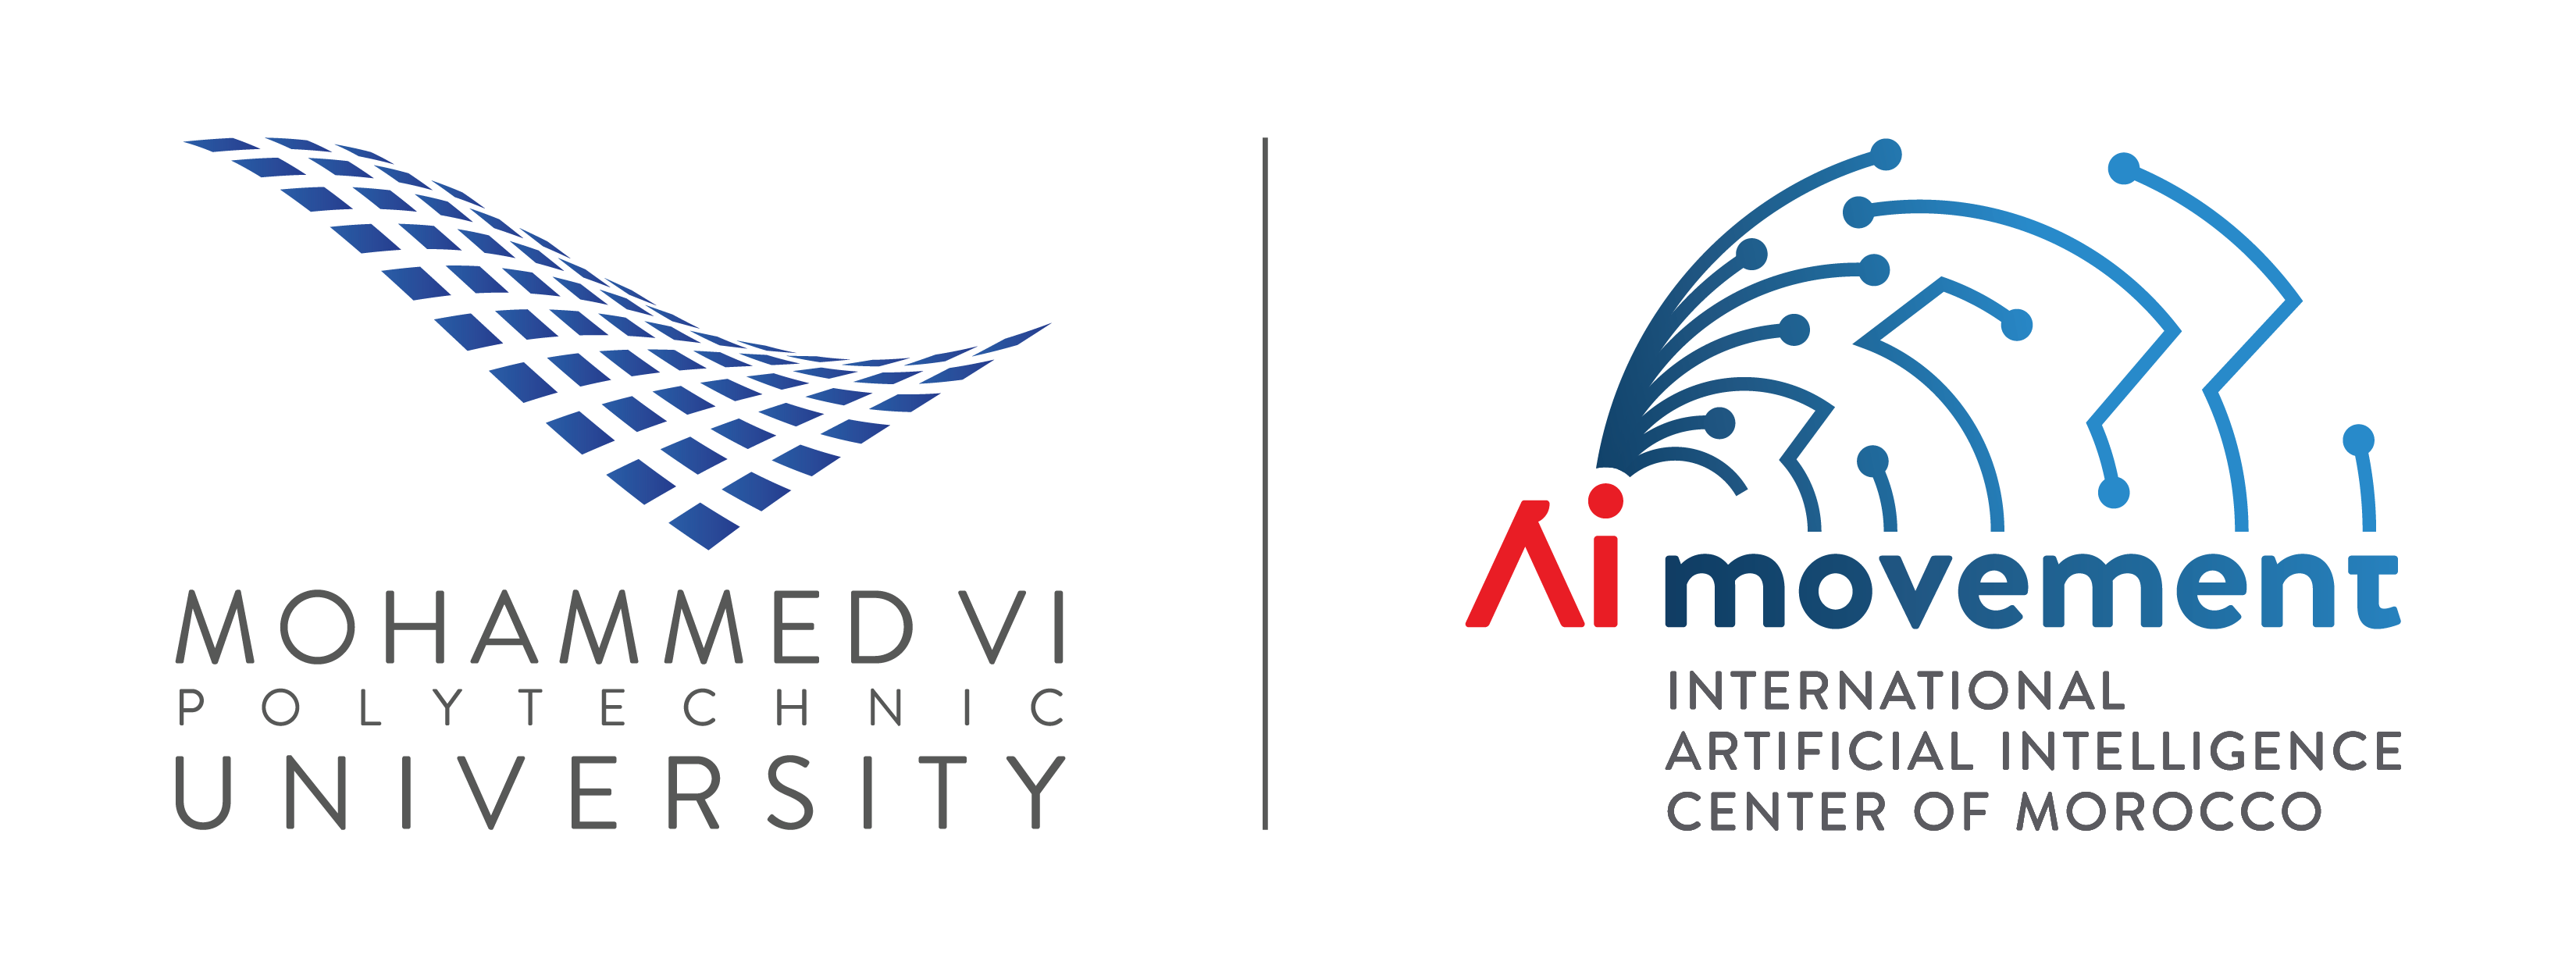 MOHAMMED VI
POLYTECHNIC
UNIVERSITY
Ai movement
INTERNATIONAL
ARTIFICIAL INTELLIGENCE
CENTER OF MOROCCO